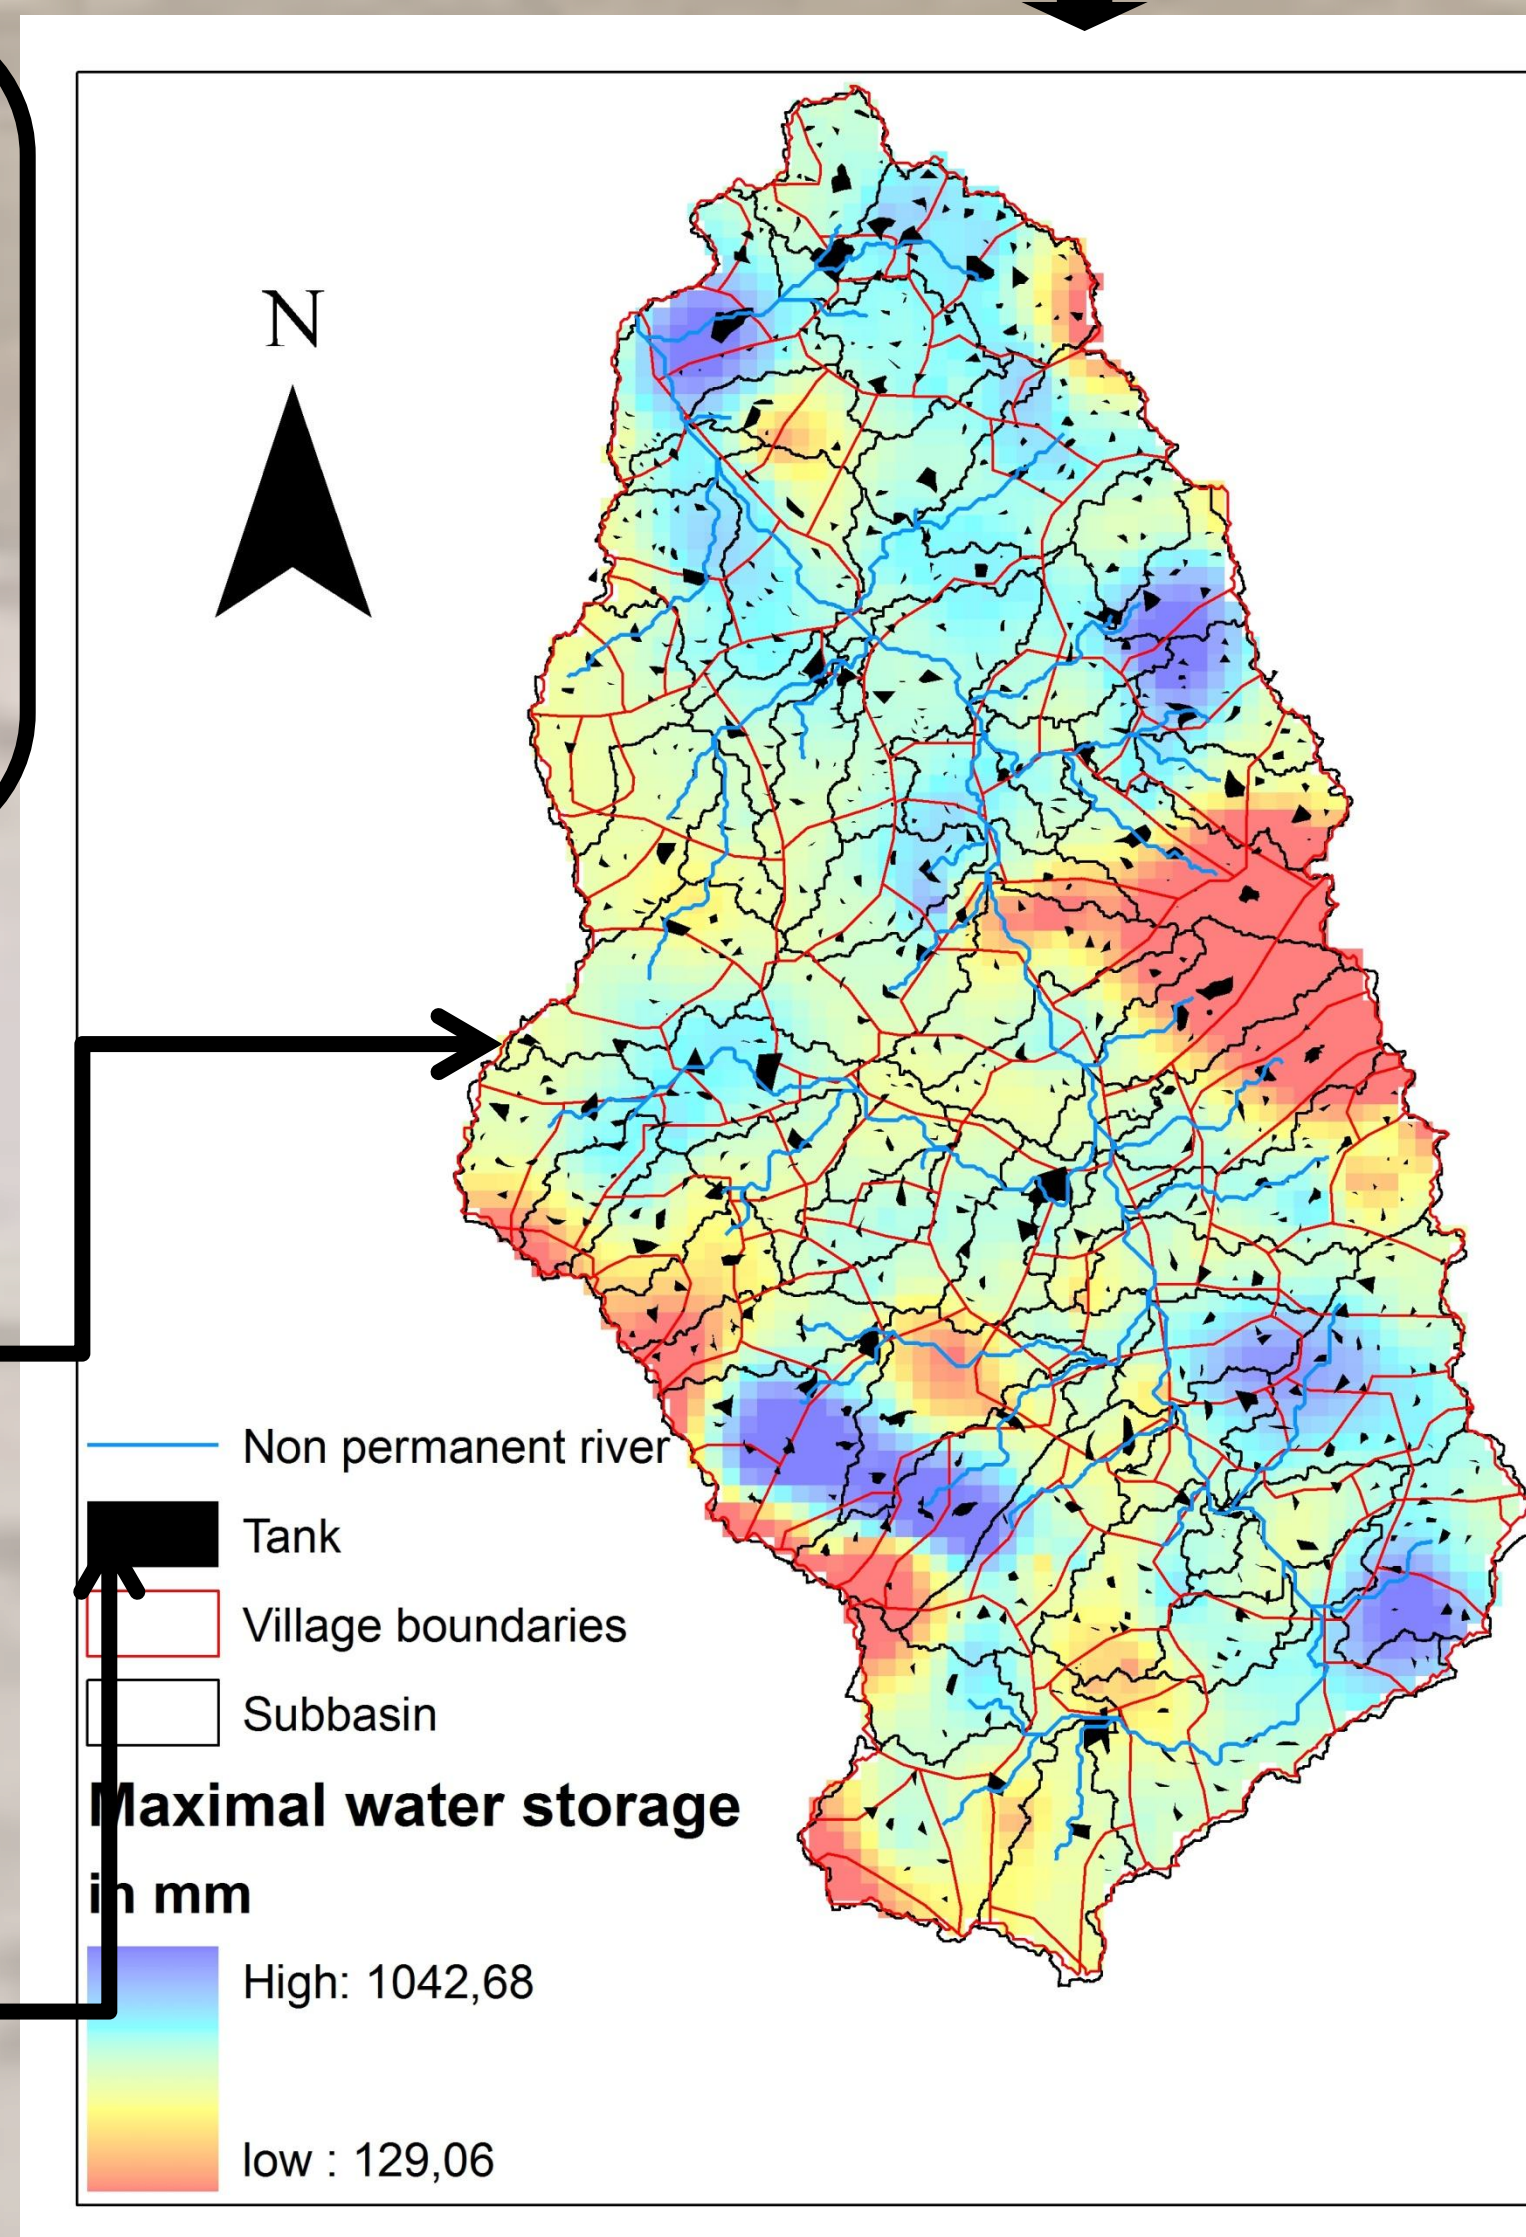 N
Non permanent river
Tank
Village boundaries
Subbasin
Maximal water storage
in mm
High: 1042,68
low : 129,06